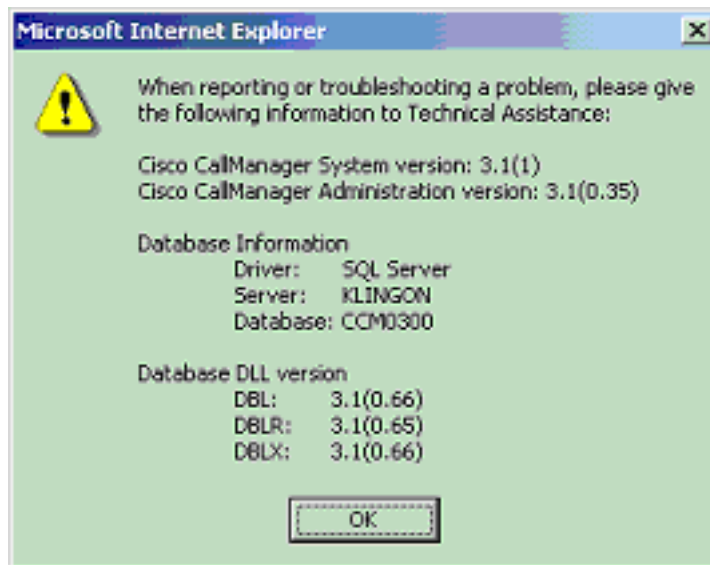 Microsoft Internet Explorer
When reporting or troubleshooting a problem, please give
the following information to Technical Assistance:
Cisco CallManager System version: 3.1(1)
Cisco CallManager Administration version: 3.1(0.35)
Database Information
Driver: SQL Server
Server: KLINGON
Database: CCM0300
Database DLL version
DBL: 3.1(0.66)
DBLR: 3.1(0.65)
DBLX: 3.1(0.66)
OK